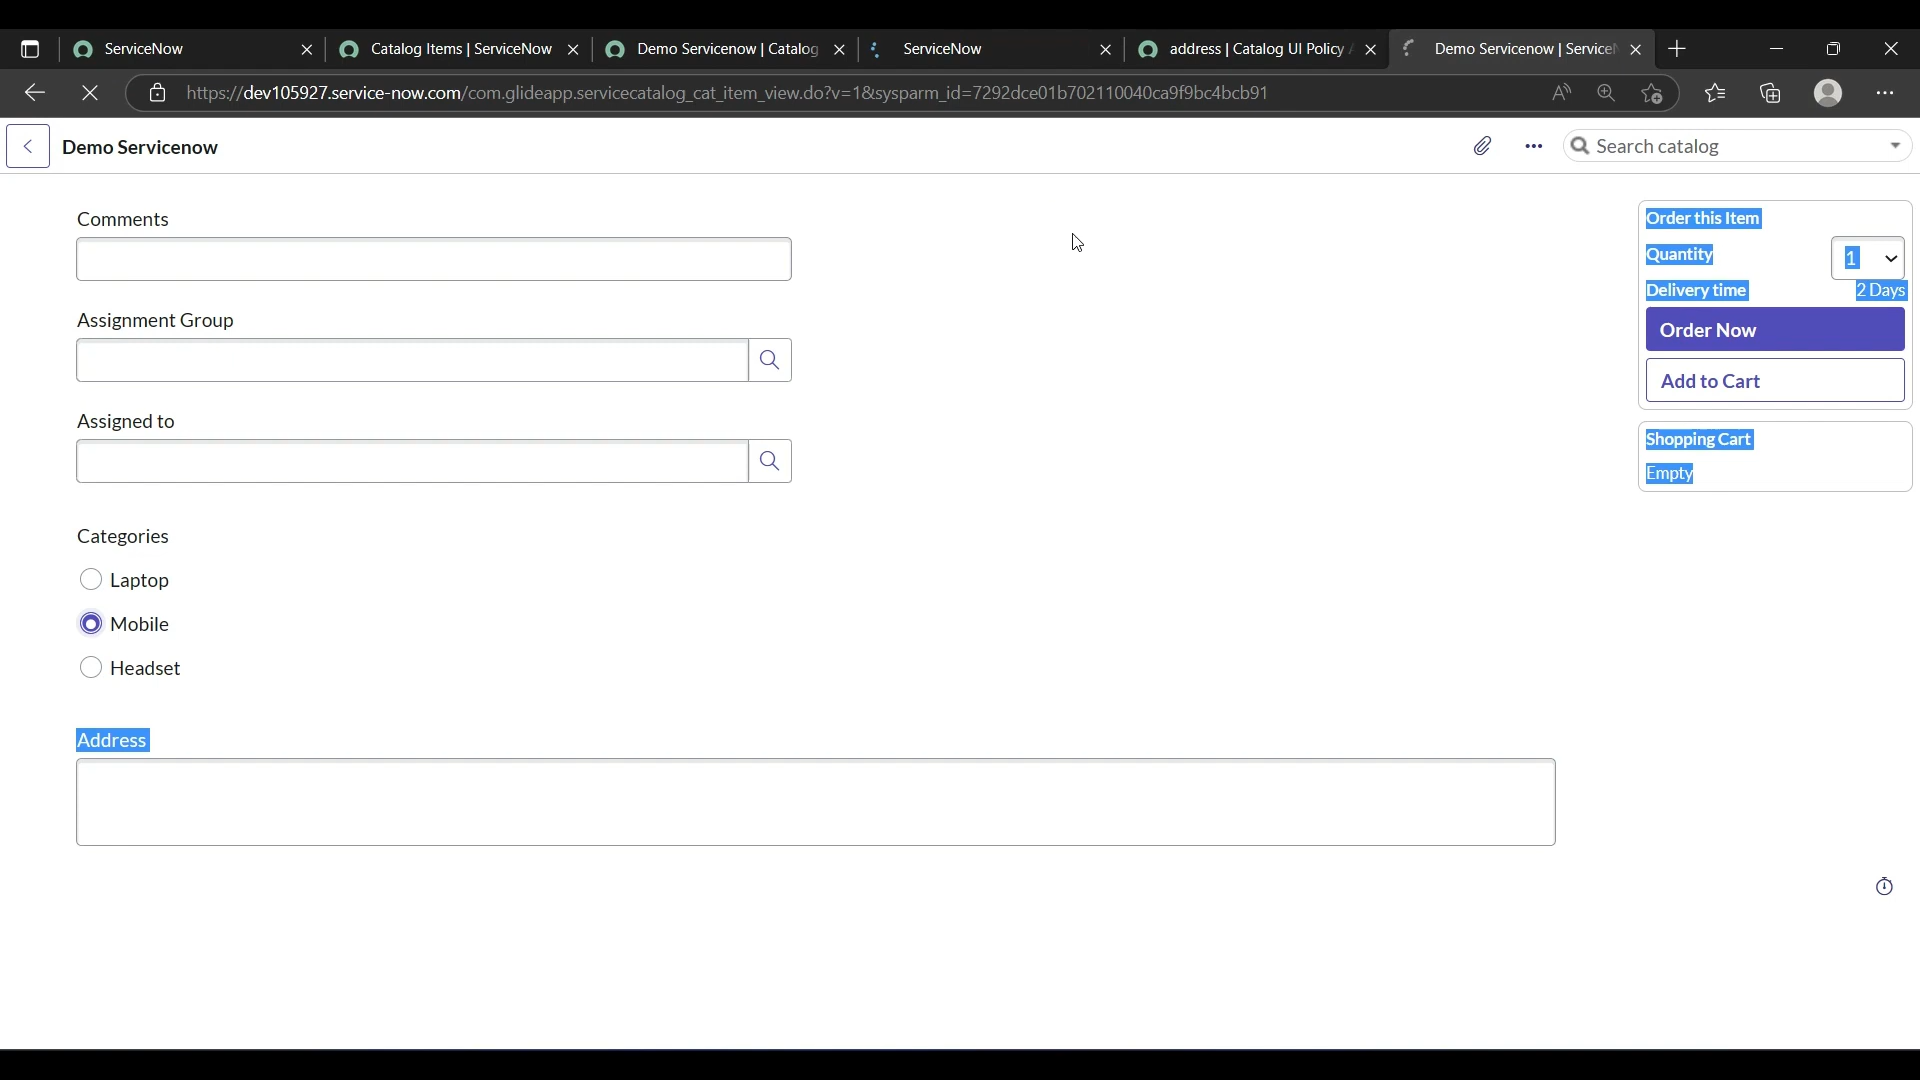 ServiceNow
Catalog Items | ServiceNow
Demo Servicenow | Catalog
ServiceNow
address | Catalog UI Policy
Demo Servicenow | Service
https://dev105927.service-now.com/com.glideapp.servicecatalog_cat_item_view.do?v=1&sysparm_id=7292dce01b702110040ca9f9bc4bcb91
Demo Servicenow
Search catalog
Comments
Assignment Group
Assigned to
Categories
Laptop
Mobile
Headset
Address
Order this Item
Quantity 1
Delivery time 2 Days
Order Now
Add to Cart
Shopping Cart
Empty